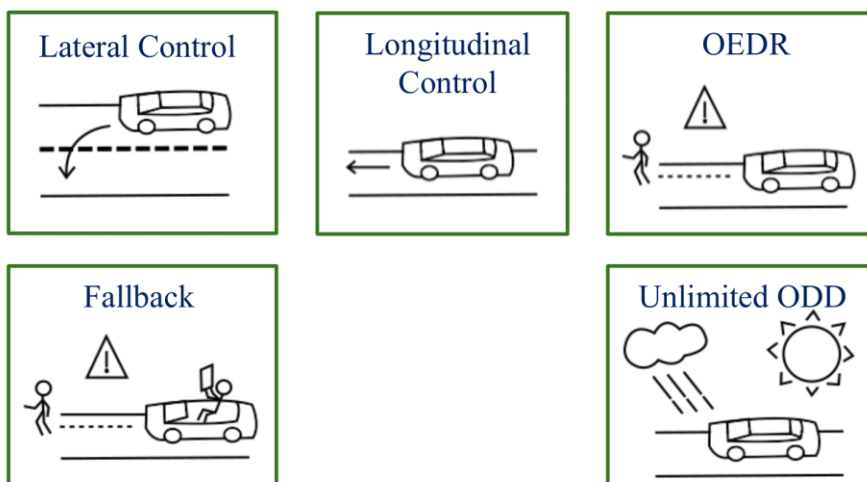 Lateral Control
Longitudinal
Control
OEDR
Fallback
Unlimited ODD